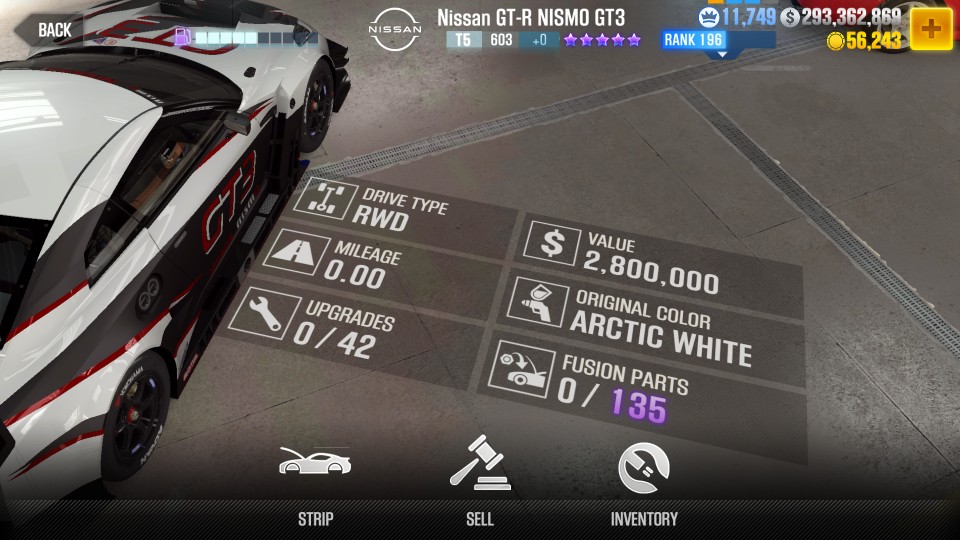 BACK
NISSAN
Nissan GT-R NISMO GT3
T5 603 +0
11,749
293,362,869
RANK 196
56,243
GT3
DRIVE TYPE
RWD
MILEAGE
0.00
UPGRADES
0 / 42
VALUE
2,800,000
ORIGINAL COLOR
ARCTIC WHITE
FUSION PARTS
0 / 135
STRIP
SELL
INVENTORY